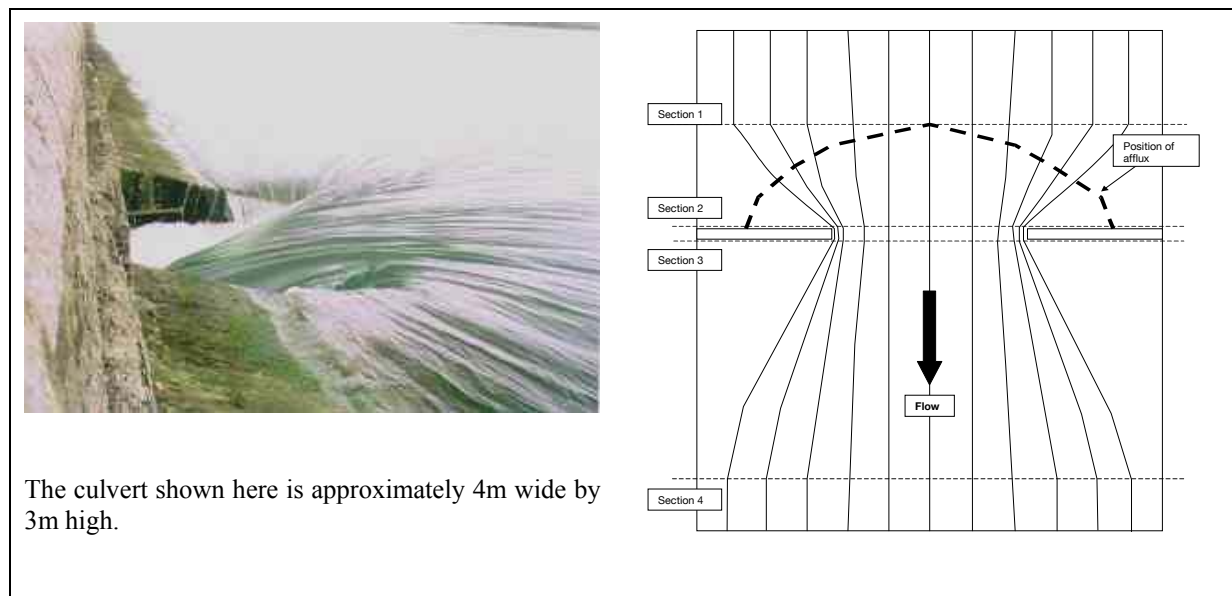 Section 1
Position of
afflux
Section 2
Section 3
Flow
Section 4
The culvert shown here is approximately 4m wide by
3m high.